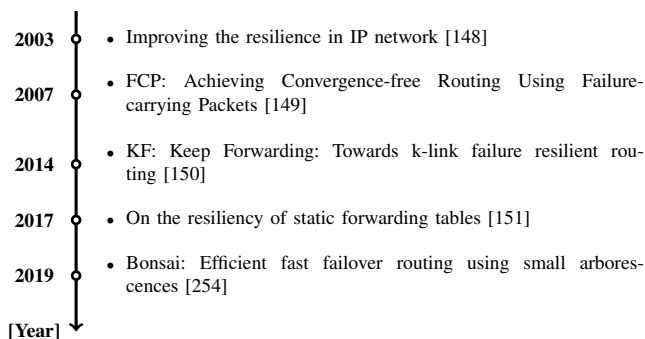 2003 • Improving the resilience in IP network [148]
2007 • FCP: Achieving Convergence-free Routing Using Failure-
carrying Packets [149]
2014 • KF: Keep Forwarding: Towards k-link failure resilient rou-
ting [150]
2017 • On the resiliency of static forwarding tables [151]
2019 • Bonsai: Efficient fast failover routing using small arbores-
cences [254]
[Year]